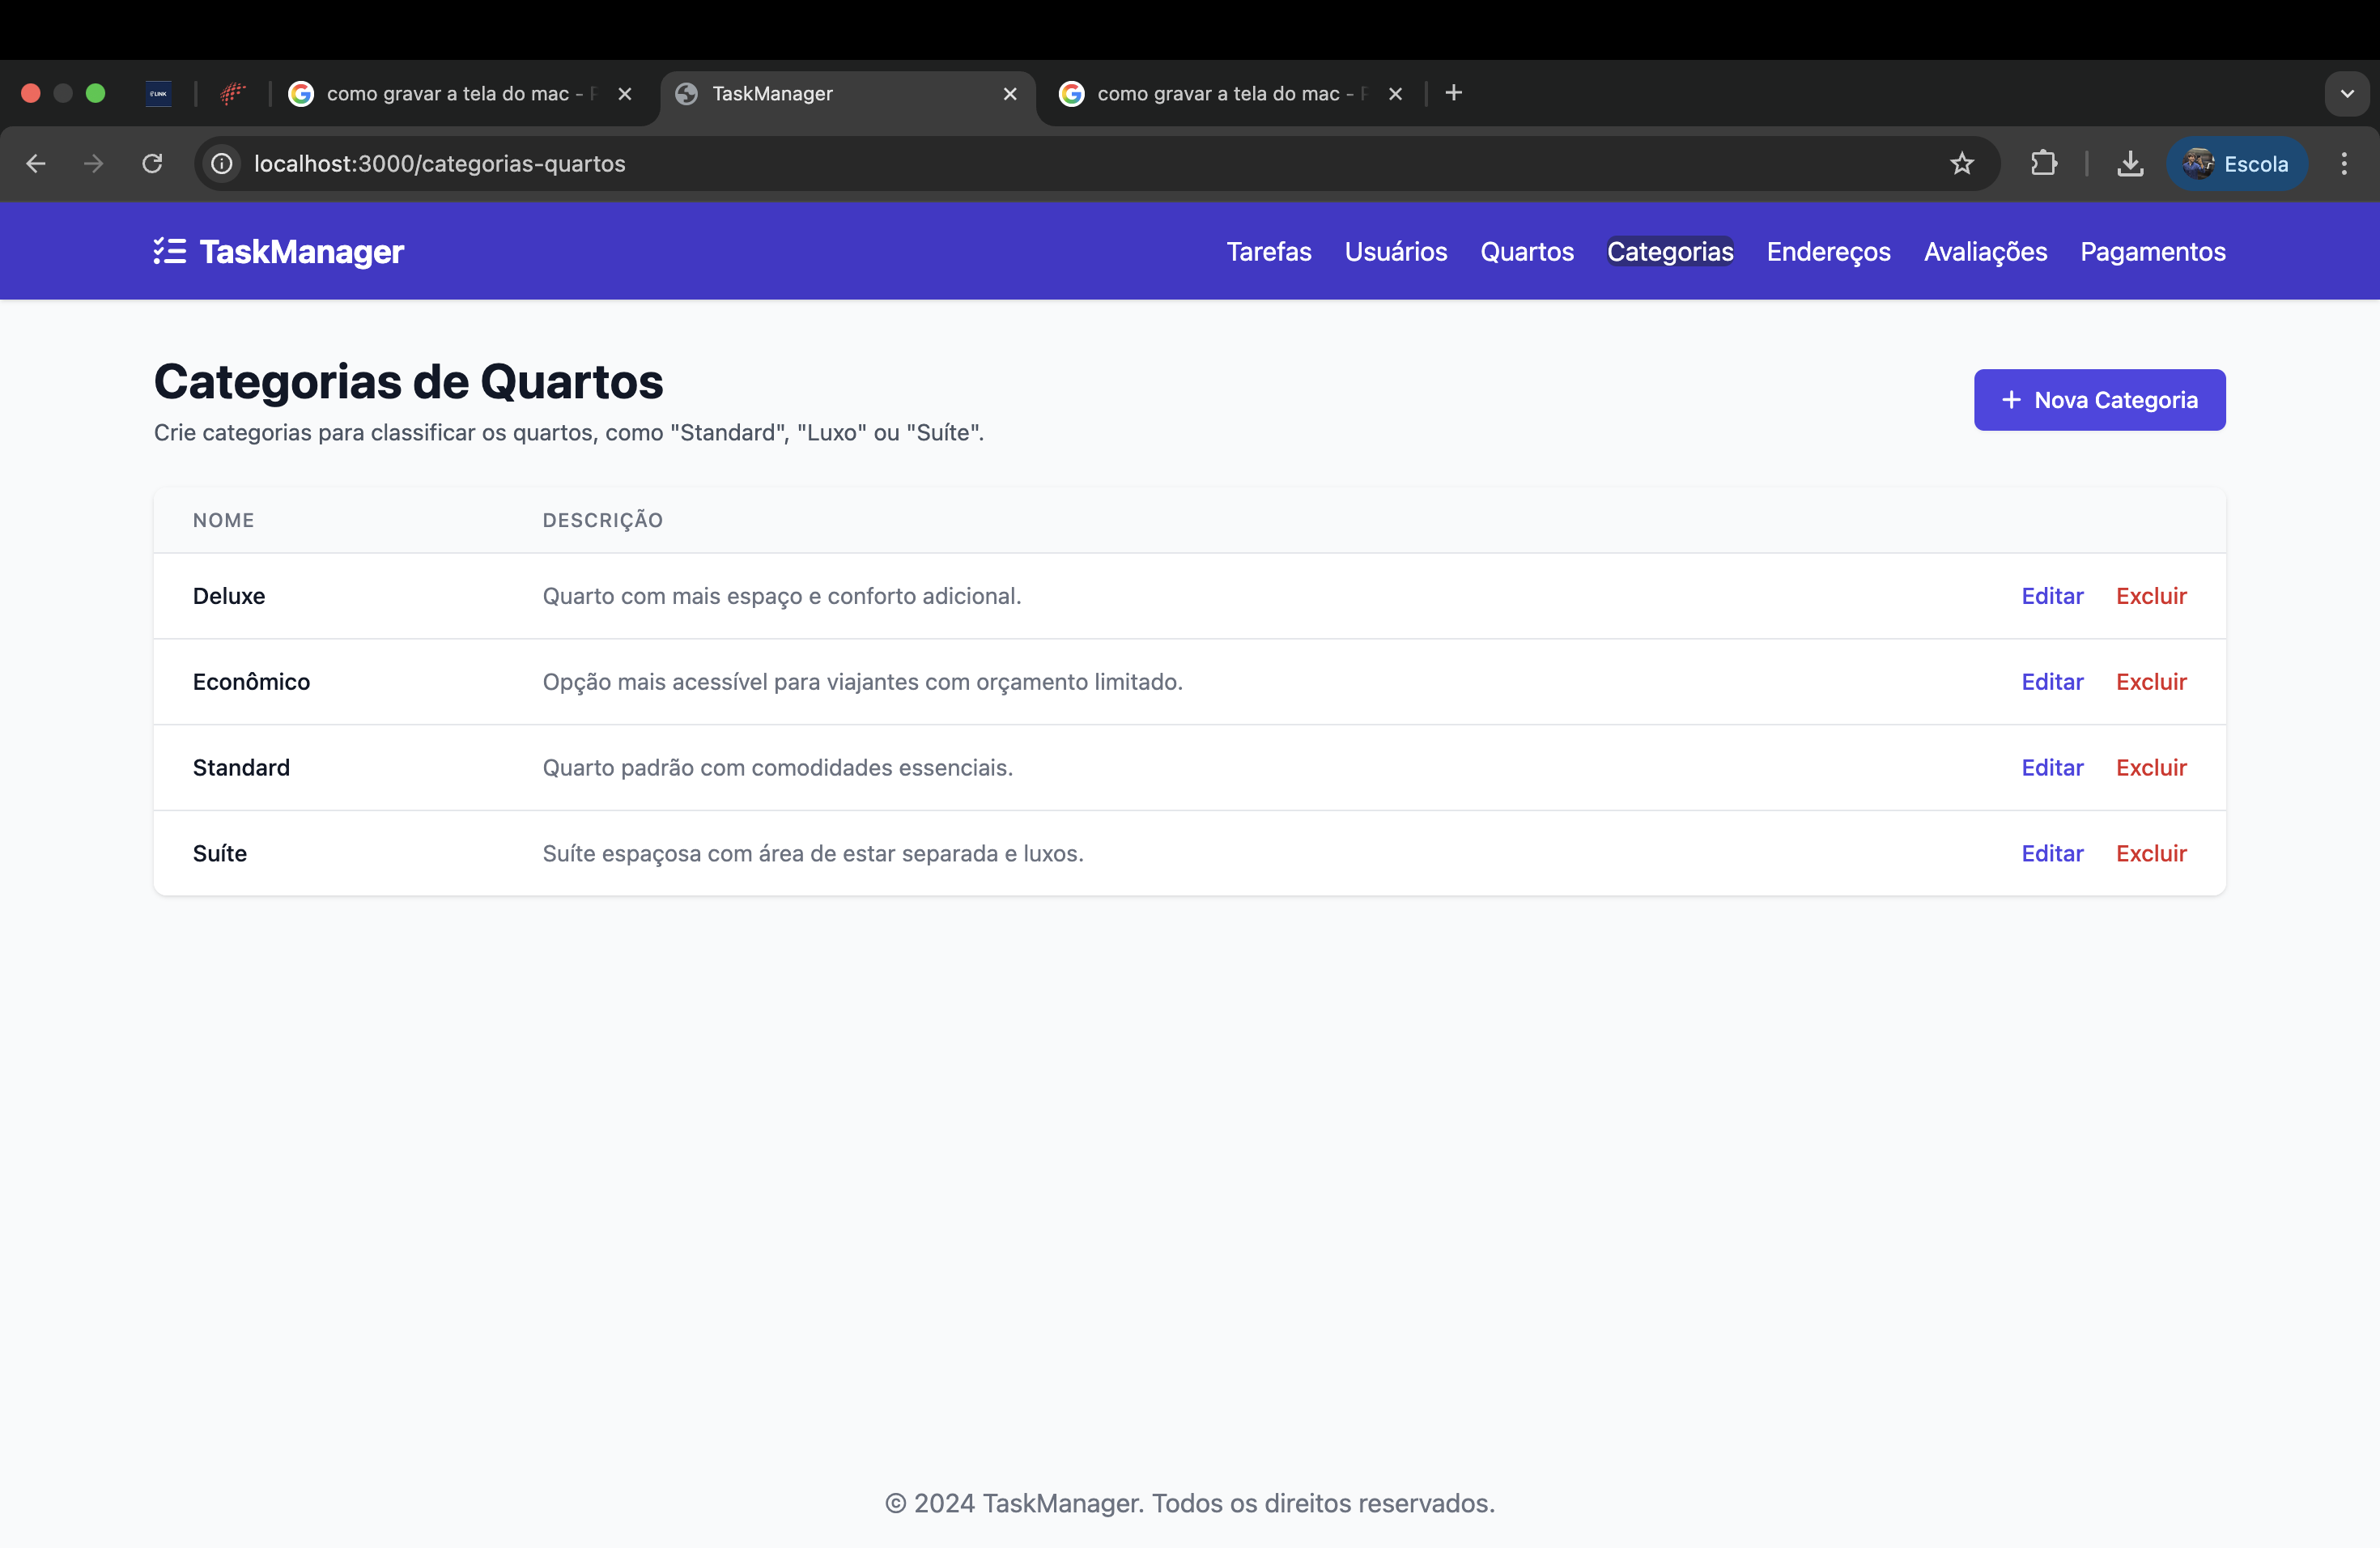 como gravar a tela do mac -
TaskManager
como gravar a tela do mac -
localhost:3000/categorias-quartos
Escola
TaskManager
Tarefas Usuários Quartos Categorias Endereços Avaliações Pagamentos
Categorias de Quartos
+ Nova Categoria
Crie categorias para classificar os quartos, como "Standard", "Luxo" ou "Suíte".
NOME DESCRIÇÃO
Deluxe Quarto com mais espaço e conforto adicional. Editar Excluir
Econômico Opção mais acessível para viajantes com orçamento limitado. Editar Excluir
Standard Quarto padrão com comodidades essenciais. Editar Excluir
Suíte Suíte espaçosa com área de estar separada e luxos. Editar Excluir
© 2024 TaskManager. Todos os direitos reservados.